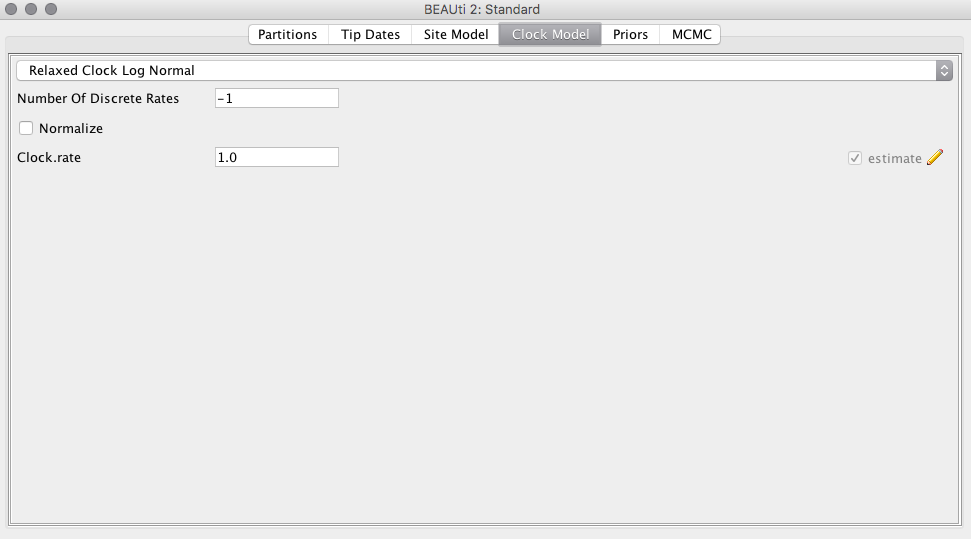 BEAUti 2: Standard
Partitions Tip Dates Site Model Clock Model Priors MCMC
Relaxed Clock Log Normal
Number Of Discrete Rates -1
Normalize
Clock.rate 1.0 estimate